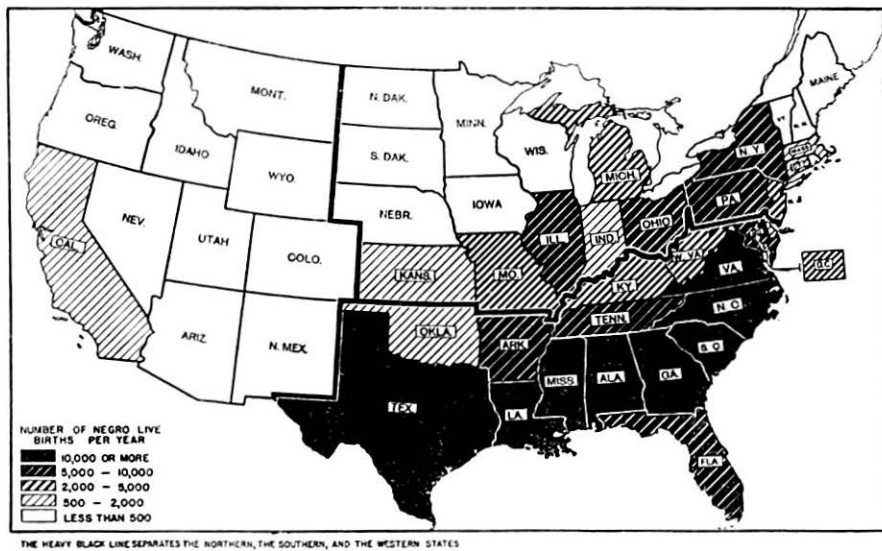 WASH.
MONT.
N. DAK.
MINN.
MAINE
OREG.
IDAHO
S. DAK.
WIS.
MICH.
VT
N.H.
N.Y.
MASS
WYO.
NEBR.
IOWA
PA.
NEV.
UTAH
COLO.
ILL.
IND.
OHIO
CAL.
KANS.
MO.
KY.
W. VA.
VA.
ARIZ.
N. MEX.
OKLA.
ARK.
TENN.
N. C.
S. C.
TEX.
LA.
MISS.
ALA.
GA.
FLA.
NUMBER OF NEGRO LIVE
BIRTHS PER YEAR
10,000 OR MORE
5,000 – 10,000
2,000 – 5,000
500 – 2,000
LESS THAN 500
THE HEAVY BLACK LINE SEPARATES THE NORTHERN, THE SOUTHERN, AND THE WESTERN STATES